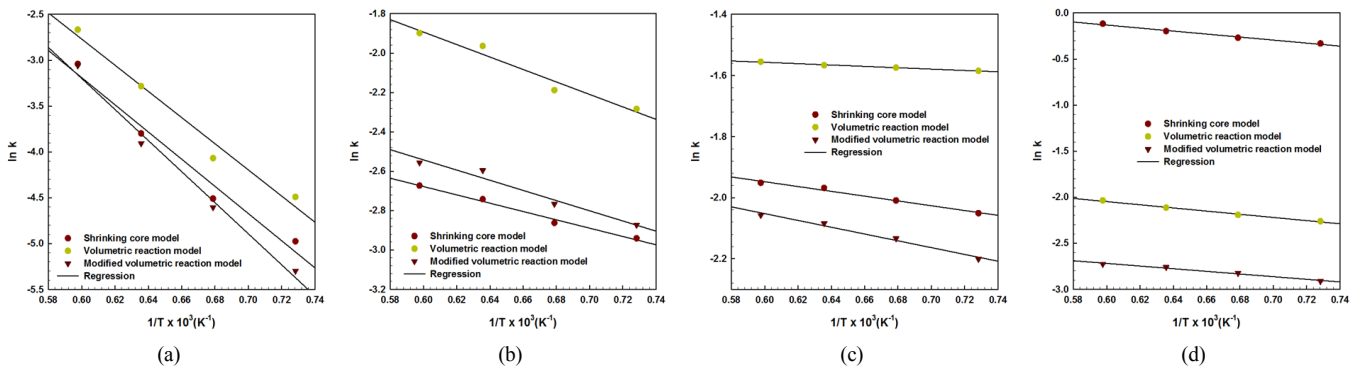 -2.5
-3.0
-3.5
-4.0
-4.5
-5.0
-5.5
ln k
Shrinking core model
Volumetric reaction model
Modified volumetric reaction model
Regression
0.58 0.60 0.62 0.64 0.66 0.68 0.70 0.72 0.74
1/T x 10³(K⁻¹)
(a)
-1.8
-2.0
-2.2
-2.4
-2.6
-2.8
-3.0
-3.2
ln k
Shrinking core model
Volumetric reaction model
Modified volumetric reaction model
Regression
0.58 0.60 0.62 0.64 0.66 0.68 0.70 0.72 0.74
1/T x 10³(K⁻¹)
(b)
-1.4
-1.6
-1.8
-2.0
-2.2
ln k
Shrinking core model
Volumetric reaction model
Modified volumetric reaction model
Regression
0.58 0.60 0.62 0.64 0.66 0.68 0.70 0.72 0.74
1/T x 10³(K⁻¹)
(c)
0.0
-0.5
-1.0
-1.5
-2.0
-2.5
-3.0
ln k
Shrinking core model
Volumetric reaction model
Modified volumetric reaction model
Regression
0.58 0.60 0.62 0.64 0.66 0.68 0.70 0.72 0.74
1/T x 10³(K⁻¹)
(d)